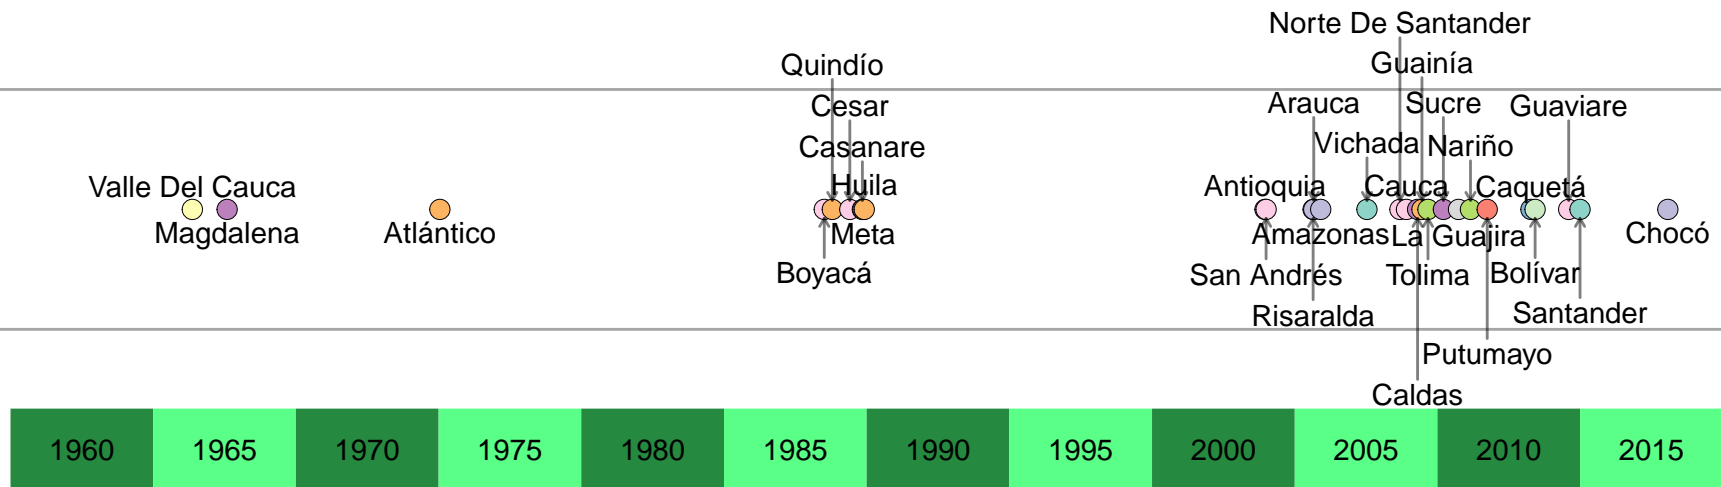 Norte De Santander
Quindío
Guainía
Cesar
Arauca
Sucre
Guaviare
Casanare
Vichada
Nariño
Valle Del Cauca
Huila
Antioquia
Cauca
Caquetá
Magdalena
Atlántico
Meta
Amazonas
La Guajira
Chocó
Boyacá
San Andrés
Tolima
Bolívar
Risaralda
Santander
Putumayo
Caldas
1960 1965 1970 1975 1980 1985 1990 1995 2000 2005 2010 2015